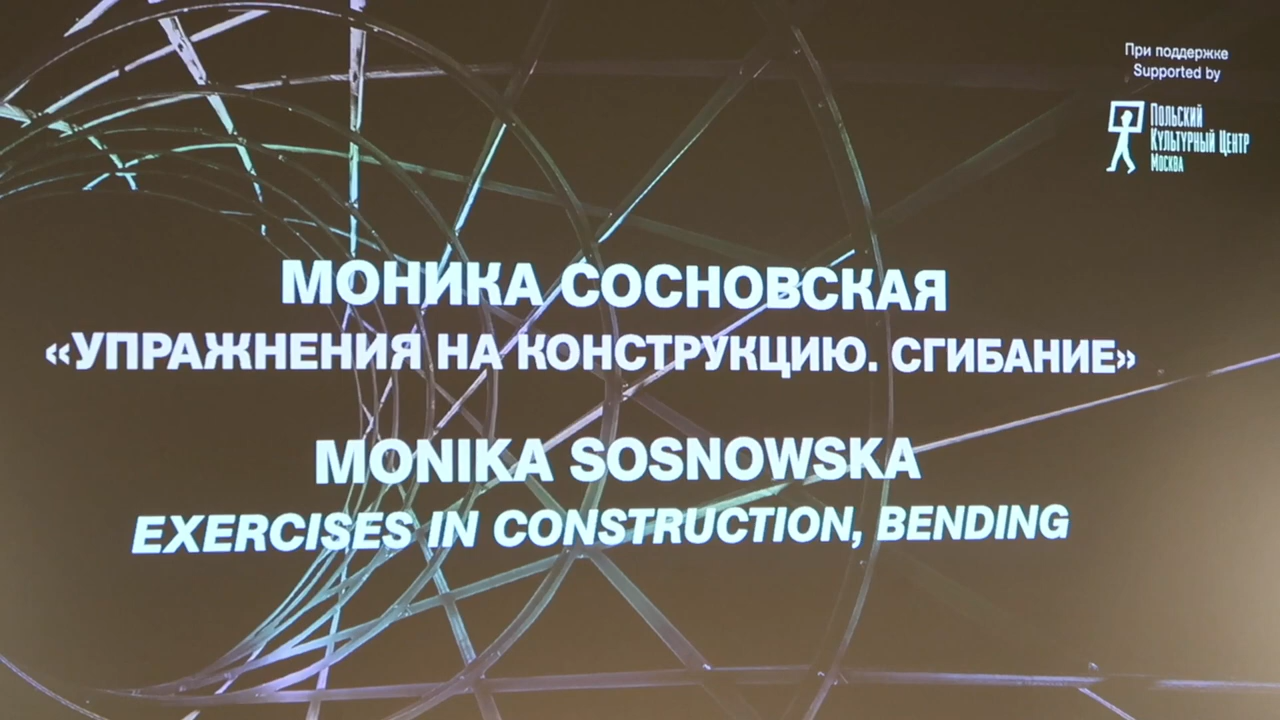 При поддержке
Supported by
Польский
Культурный Центр
Москва
МОНИКА СОСНОВСКАЯ
«УПРАЖНЕНИЯ НА КОНСТРУКЦИЮ. СГИБАНИЕ»
MONIKA SOSNOWSKA
EXERCISES IN CONSTRUCTION, BENDING